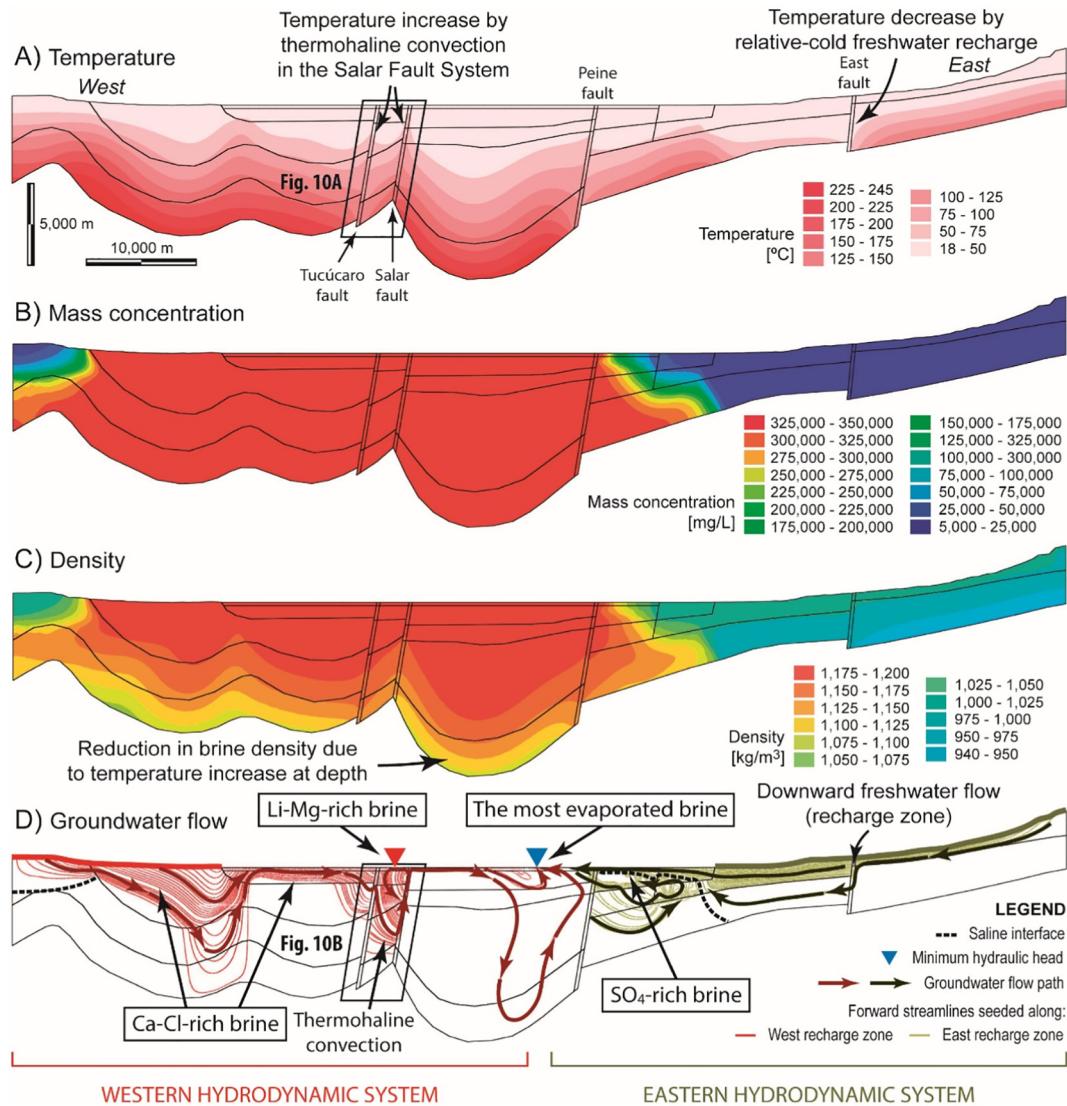 Temperature increase by
thermohaline convection
in the Salar Fault System
Temperature decrease by
relative-cold freshwater recharge
A) Temperature
West
Peine
fault
East
fault
East
Fig. 10A
5,000 m
10,000 m
Tucúcaro
fault
Salar
fault
Temperature
[ºC]
225 - 245
200 - 225
175 - 200
150 - 175
125 - 150
100 - 125
75 - 100
50 - 75
18 - 50
B) Mass concentration
Mass concentration
[mg/L]
325,000 - 350,000
300,000 - 325,000
275,000 - 300,000
250,000 - 275,000
225,000 - 250,000
200,000 - 225,000
175,000 - 200,000
150,000 - 175,000
125,000 - 325,000
100,000 - 300,000
75,000 - 100,000
50,000 - 75,000
25,000 - 50,000
5,000 - 25,000
C) Density
Reduction in brine density due
to temperature increase at depth
Density
[kg/m³]
1,175 - 1,200
1,150 - 1,175
1,125 - 1,150
1,100 - 1,125
1,075 - 1,100
1,050 - 1,075
1,025 - 1,050
1,000 - 1,025
975 - 1,000
950 - 975
940 - 950
D) Groundwater flow
Li-Mg-rich brine
The most evaporated brine
Downward freshwater flow
(recharge zone)
Fig. 10B
Ca-Cl-rich brine
Thermohaline
convection
SO₄-rich brine
LEGEND
Saline interface
Minimum hydraulic head
Groundwater flow path
Forward streamlines seeded along:
West recharge zone
East recharge zone
WESTERN HYDRODYNAMIC SYSTEM
EASTERN HYDRODYNAMIC SYSTEM